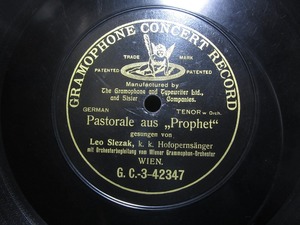 GRAMOPHONE CONCERT RECORD
TRADE MARK
PATENTED PATENTED
Manufactured by
The Gramophone and Typewriter Ltd.,
and Sister Companies.
GERMAN TENOR w Orch.
Pastorale aus „Prophet"
gesungen von
Leo Slezak, k. k. Hofopernsänger
mit Orchesterbegleitung vom Wiener Grammophon-Orchester
WIEN.
G. C.-3-42347